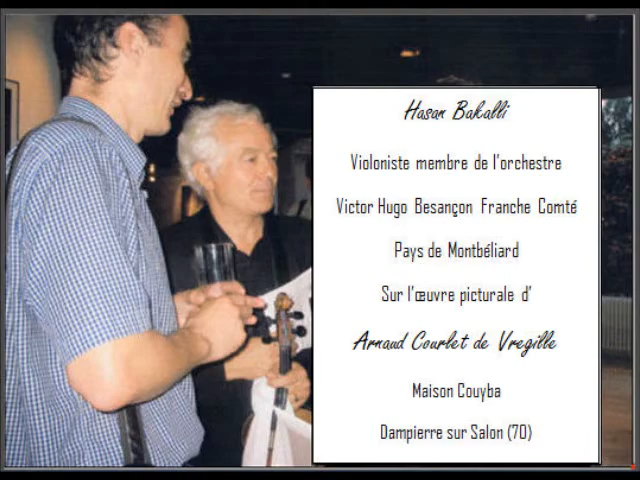 Hasan Bakalli
Violoniste membre de l'orchestre
Victor Hugo Besançon Franche Comté
Pays de Montbéliard
Sur l'œuvre picturale d'
Arnaud Courlet de Vregille
Maison Couyba
Dampierre sur Salon (70)